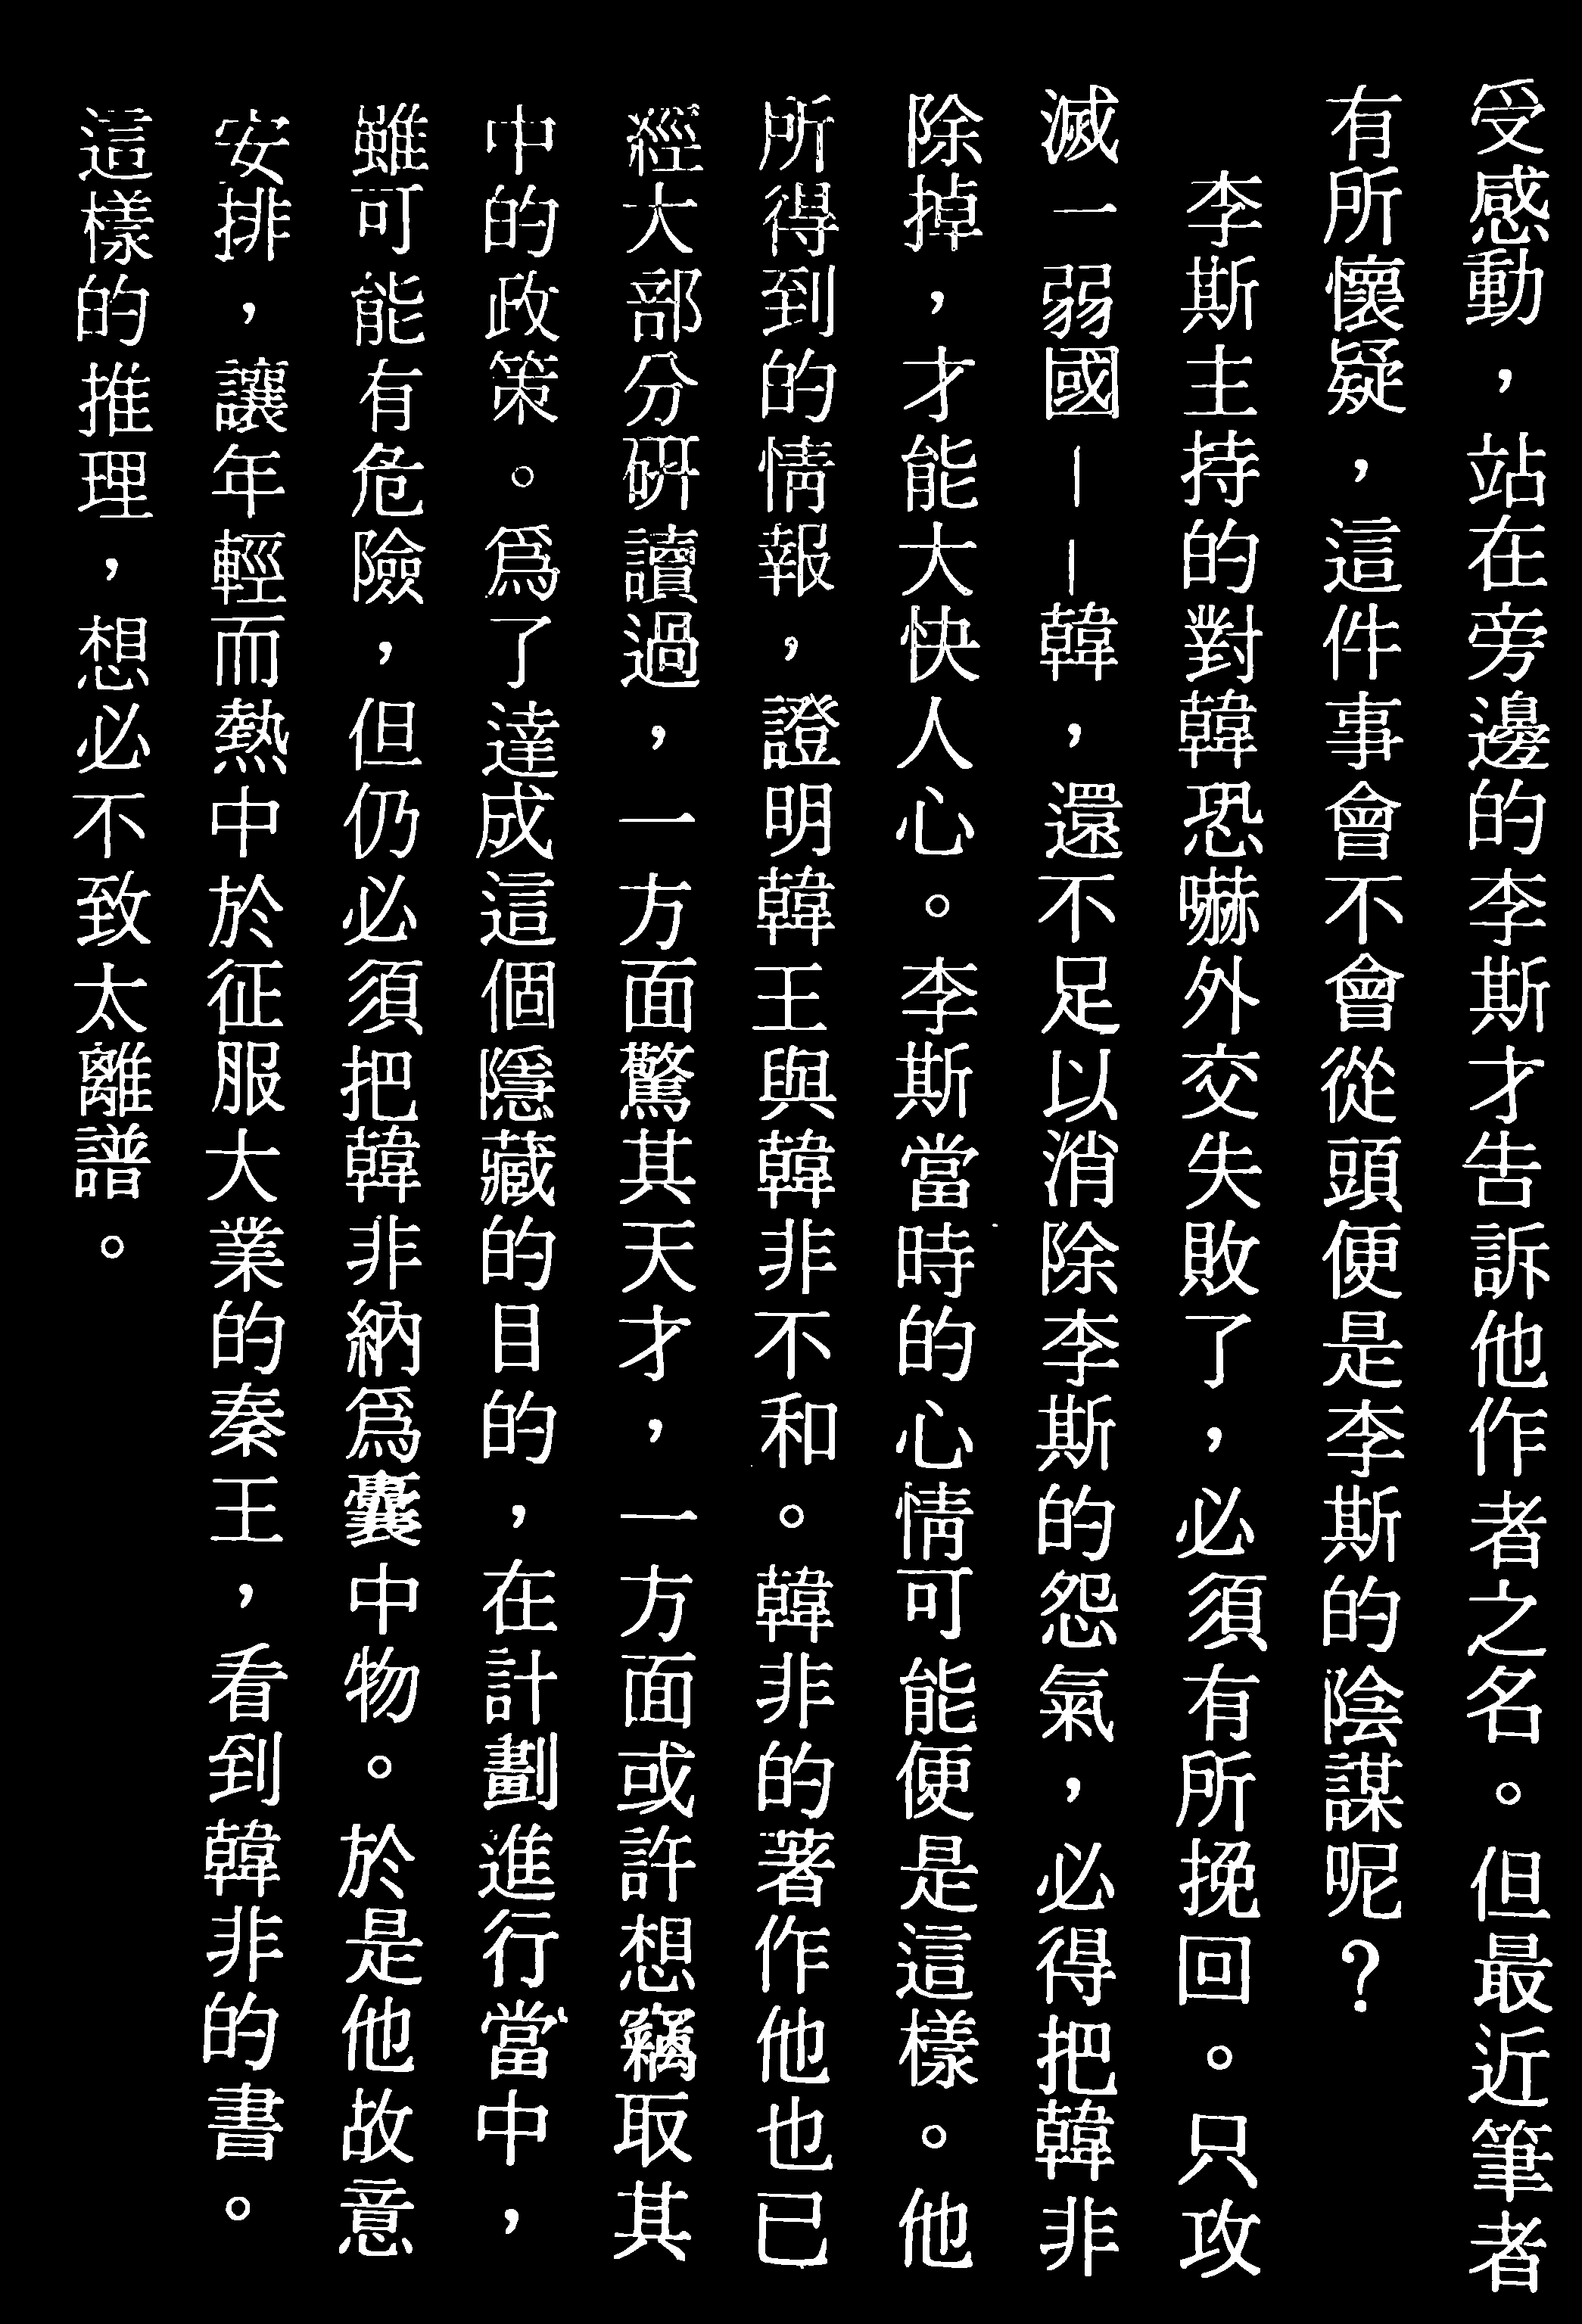 受感動，站在旁邊的李斯才告訴他作者之名。但最近筆者
有所懷疑，這件事會不會從頭便是李斯的陰謀呢？
李斯主持的對韓恐嚇外交失敗了，必須有所挽回。只攻
滅一弱國——韓，還不足以消除李斯的怨氣，必得把韓非
除掉，才能大快人心。李斯當時的心情可能便是這樣。他
所得到的情報，證明韓王與韓非不和。韓非的著作他也已
經大部分研讀過，一方面驚其天才，一方面或許想竊取其
中的政策。爲了達成這個隱藏的目的，在計劃進行當中，
雖可能有危險，但仍必須把韓非納爲囊中物。於是他故意
安排，讓年輕而熱中於征服大業的秦王，看到韓非的書。
這樣的推理，想必不致太離譜。